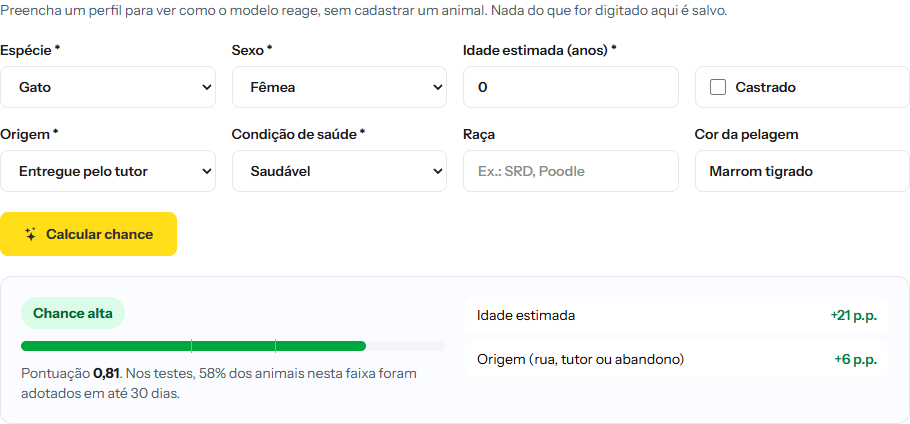 Preencha um perfil para ver como o modelo reage, sem cadastrar um animal. Nada do que for digitado aqui é salvo.
Espécie * Sexo * Idade estimada (anos) *
Gato Fêmea 0 Castrado
Origem * Condição de saúde * Raça Cor da pelagem
Entregue pelo tutor Saudável Ex.: SRD, Poodle Marrom tigrado
Calcular chance
Chance alta
Pontuação 0,81. Nos testes, 58% dos animais nesta faixa foram
adotados em até 30 dias.
Idade estimada +21 p.p.
Origem (rua, tutor ou abandono) +6 p.p.